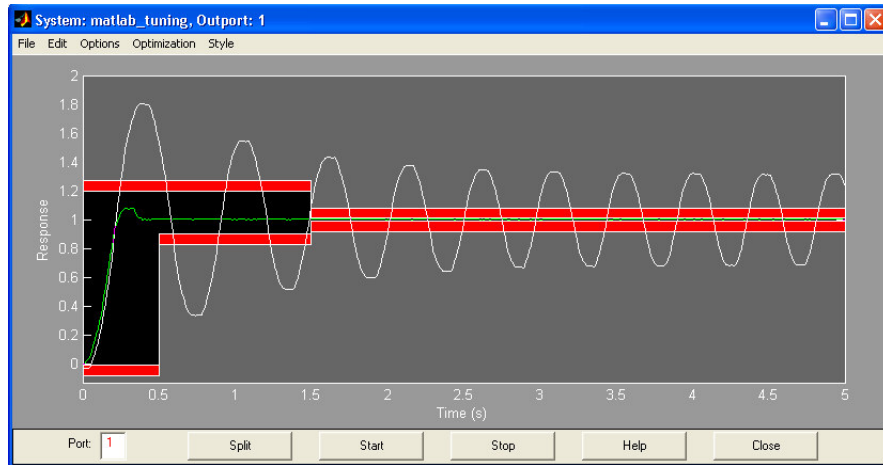 System: matlab_tuning, Outport: 1
File Edit Options Optimization Style
2
1.8
1.6
1.4
1.2
1
0.8
0.6
0.4
0.2
0
Response
0 0.5 1 1.5 2 2.5 3 3.5 4 4.5 5
Time (s)
Port: 1 Split Start Stop Help Close